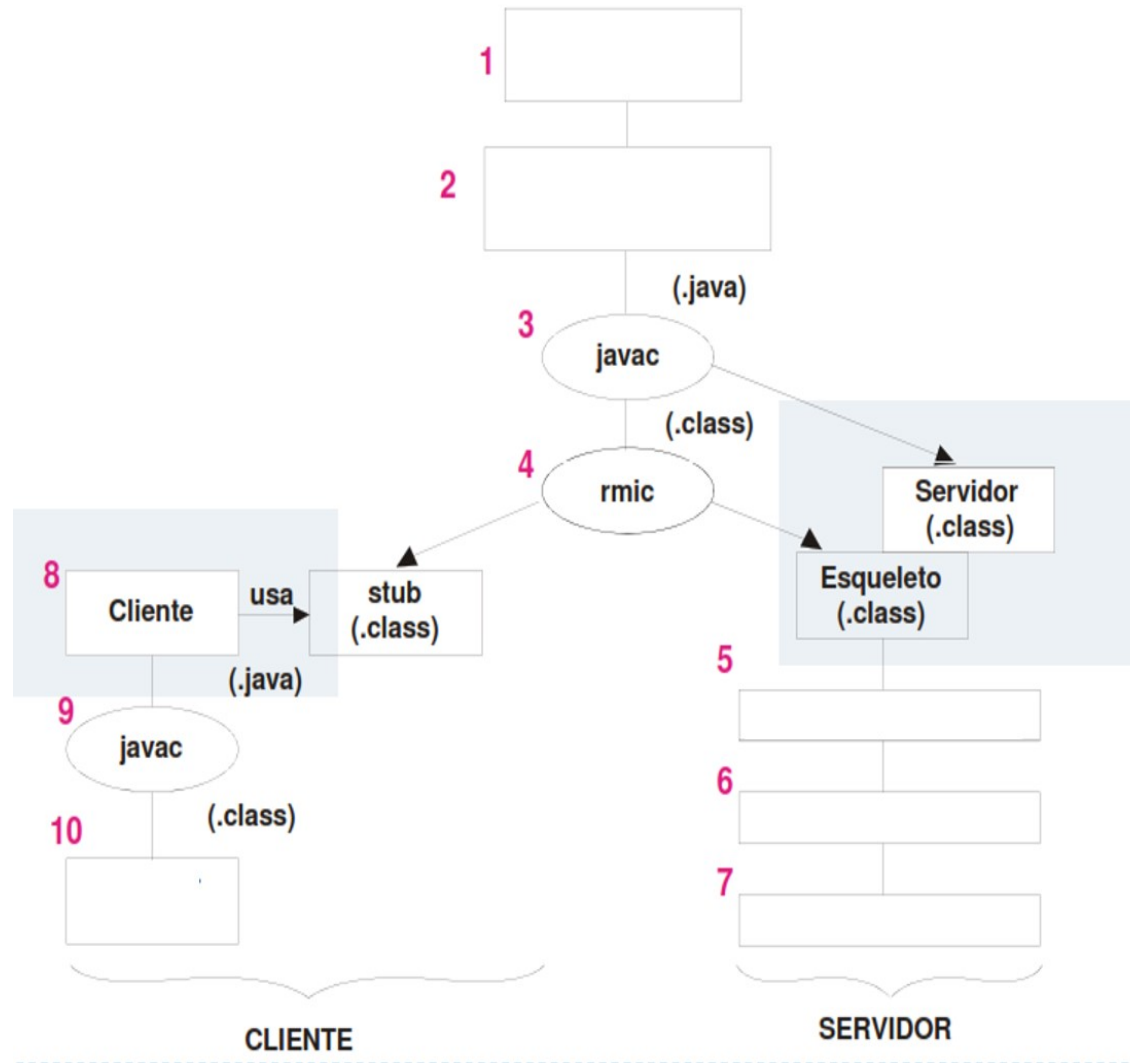 1
2
(.java)
3
javac
(.class)
4
rmic
Servidor
(.class)
Esqueleto
(.class)
8
Cliente
usa
stub
(.class)
(.java)
5
9
javac
6
(.class)
10
7
CLIENTE
SERVIDOR